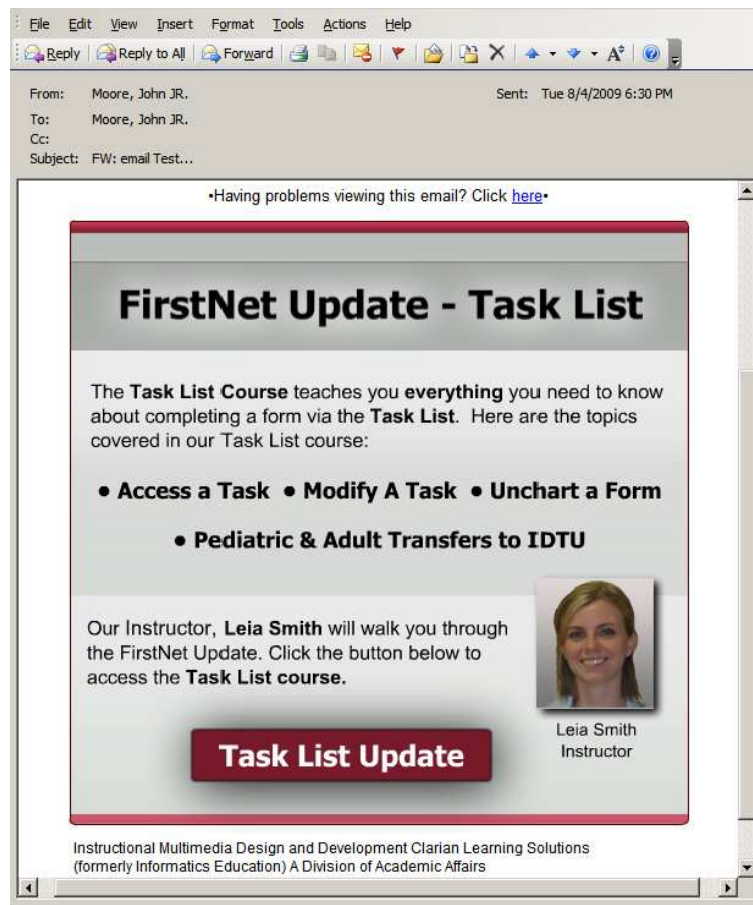 File Edit View Insert Format Tools Actions Help
Reply Reply to All Forward
From: Moore, John JR. Sent: Tue 8/4/2009 6:30 PM
To: Moore, John JR.
Cc:
Subject: FW: email Test...
•Having problems viewing this email? Click here•
FirstNet Update - Task List
The Task List Course teaches you everything you need to know
about completing a form via the Task List. Here are the topics
covered in our Task List course:
● Access a Task ● Modify A Task ● Unchart a Form
● Pediatric & Adult Transfers to IDTU
Our Instructor, Leia Smith will walk you through
the FirstNet Update. Click the button below to
access the Task List course.
Leia Smith
Instructor
Task List Update
Instructional Multimedia Design and Development Clarian Learning Solutions
(formerly Informatics Education) A Division of Academic Affairs